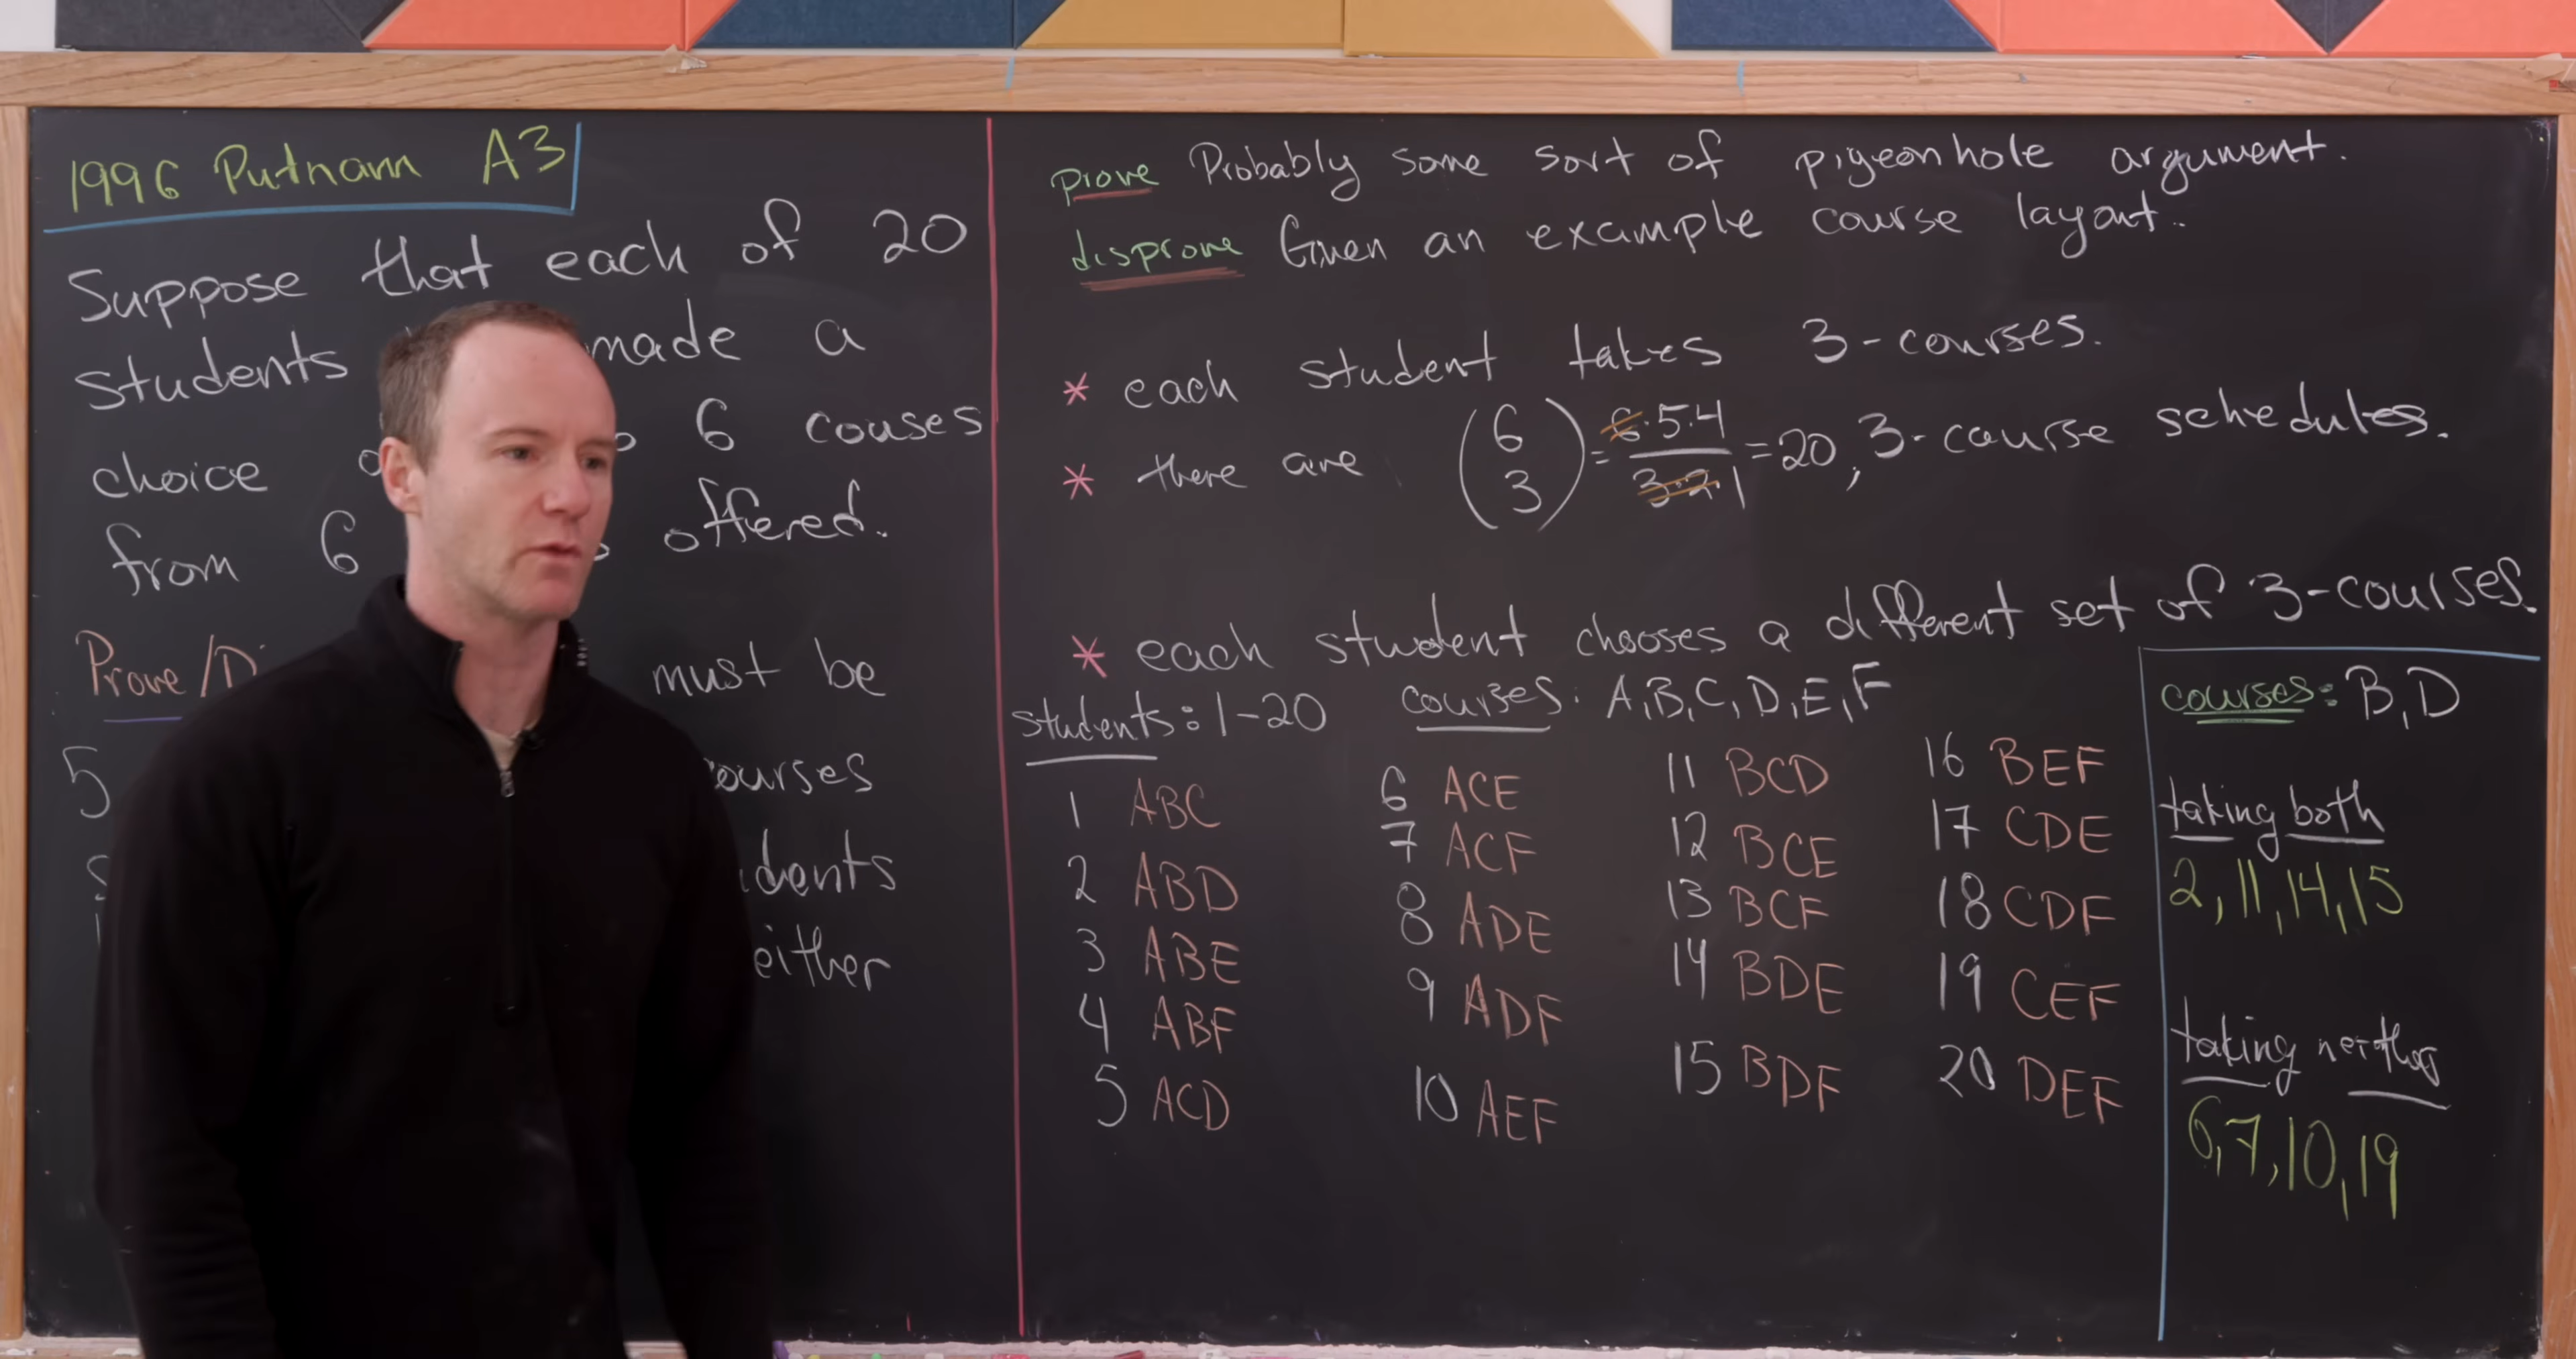 1996 Putnam A3
Suppose that each of 20
students made a
choice 6 couses
from 6 offered.
Prove/Di must be
5 courses
dents
either
prove Probably some sort of pigeonhole argument.
disprove Given an example course layout.
* each student takes 3-courses.
* there are (6 3) = 6·5·4/3·2·1 = 20, 3-course schedules.
* each student chooses a different set of 3-courses.
students: 1-20 courses: A,B,C,D,E,F
1 ABC
2 ABD
3 ABE
4 ABF
5 ACD
6 ACE
7 ACF
8 ADE
9 ADF
10 AEF
11 BCD
12 BCE
13 BCF
14 BDE
15 BDF
16 BEF
17 CDE
18 CDF
19 CEF
20 DEF
courses: B,D
taking both
2,11,14,15
taking neither
6,7,10,19